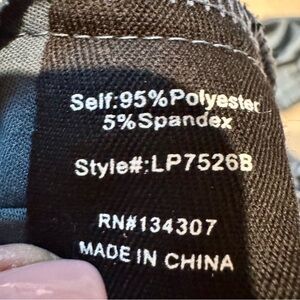 Self:95%Polyester
5%Spandex
Style#:LP7526B
RN#134307
MADE IN CHINA